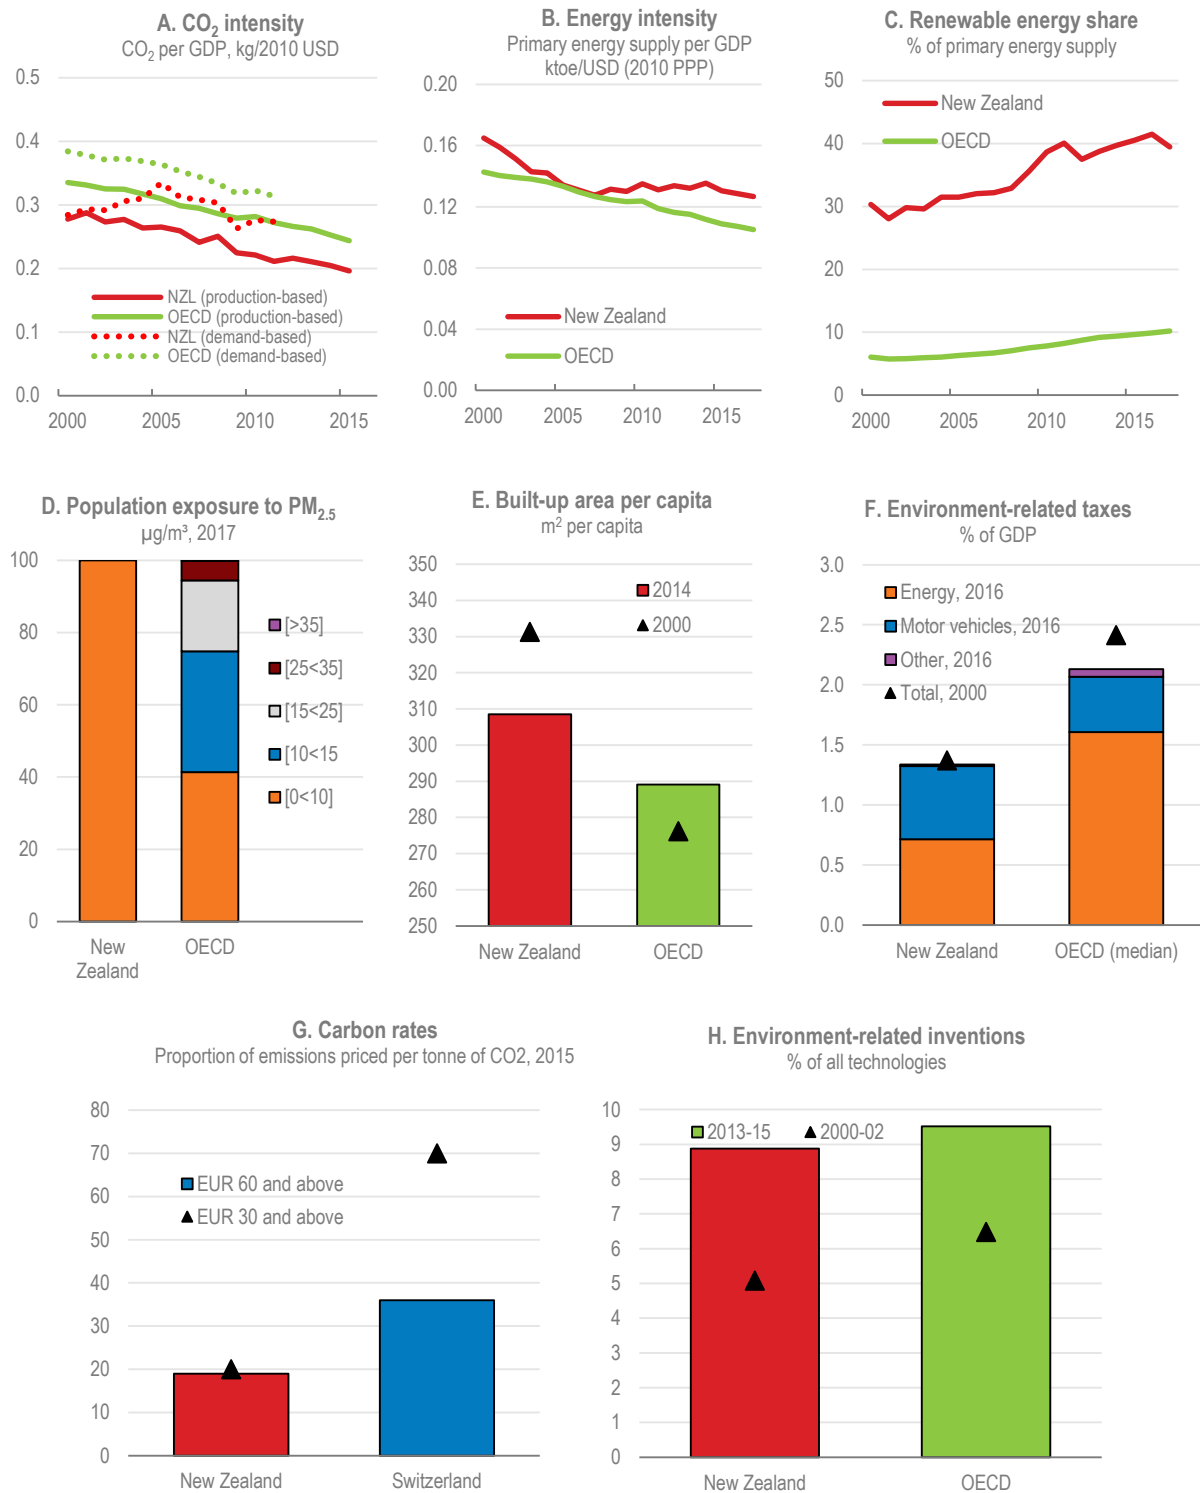 A. CO2 intensity
CO2 per GDP, kg/2010 USD
0.5
0.4
0.3
0.2
0.1
0.0
NZL (production-based)
OECD (production-based)
NZL (demand-based)
OECD (demand-based)
2000 2005 2010 2015
B. Energy intensity
Primary energy supply per GDP
ktoe/USD (2010 PPP)
0.20
0.16
0.12
0.08
0.04
0.00
New Zealand
OECD
2000 2005 2010 2015
C. Renewable energy share
% of primary energy supply
50
40
30
20
10
0
New Zealand
OECD
2000 2005 2010 2015
D. Population exposure to PM2.5
µg/m³, 2017
100
80
60
40
20
0
[>35]
[25<35]
[15<25]
[10<15
[0<10]
New
Zealand
OECD
E. Built-up area per capita
m2 per capita
350
340
330
320
310
300
290
280
270
260
250
2014
2000
New Zealand OECD
F. Environment-related taxes
% of GDP
3.0
2.5
2.0
1.5
1.0
0.5
0.0
Energy, 2016
Motor vehicles, 2016
Other, 2016
Total, 2000
New Zealand OECD (median)
G. Carbon rates
Proportion of emissions priced per tonne of CO2, 2015
80
70
60
50
40
30
20
10
0
EUR 60 and above
EUR 30 and above
New Zealand Switzerland
H. Environment-related inventions
% of all technologies
10
9
8
7
6
5
4
3
2
1
0
2013-15 2000-02
New Zealand OECD